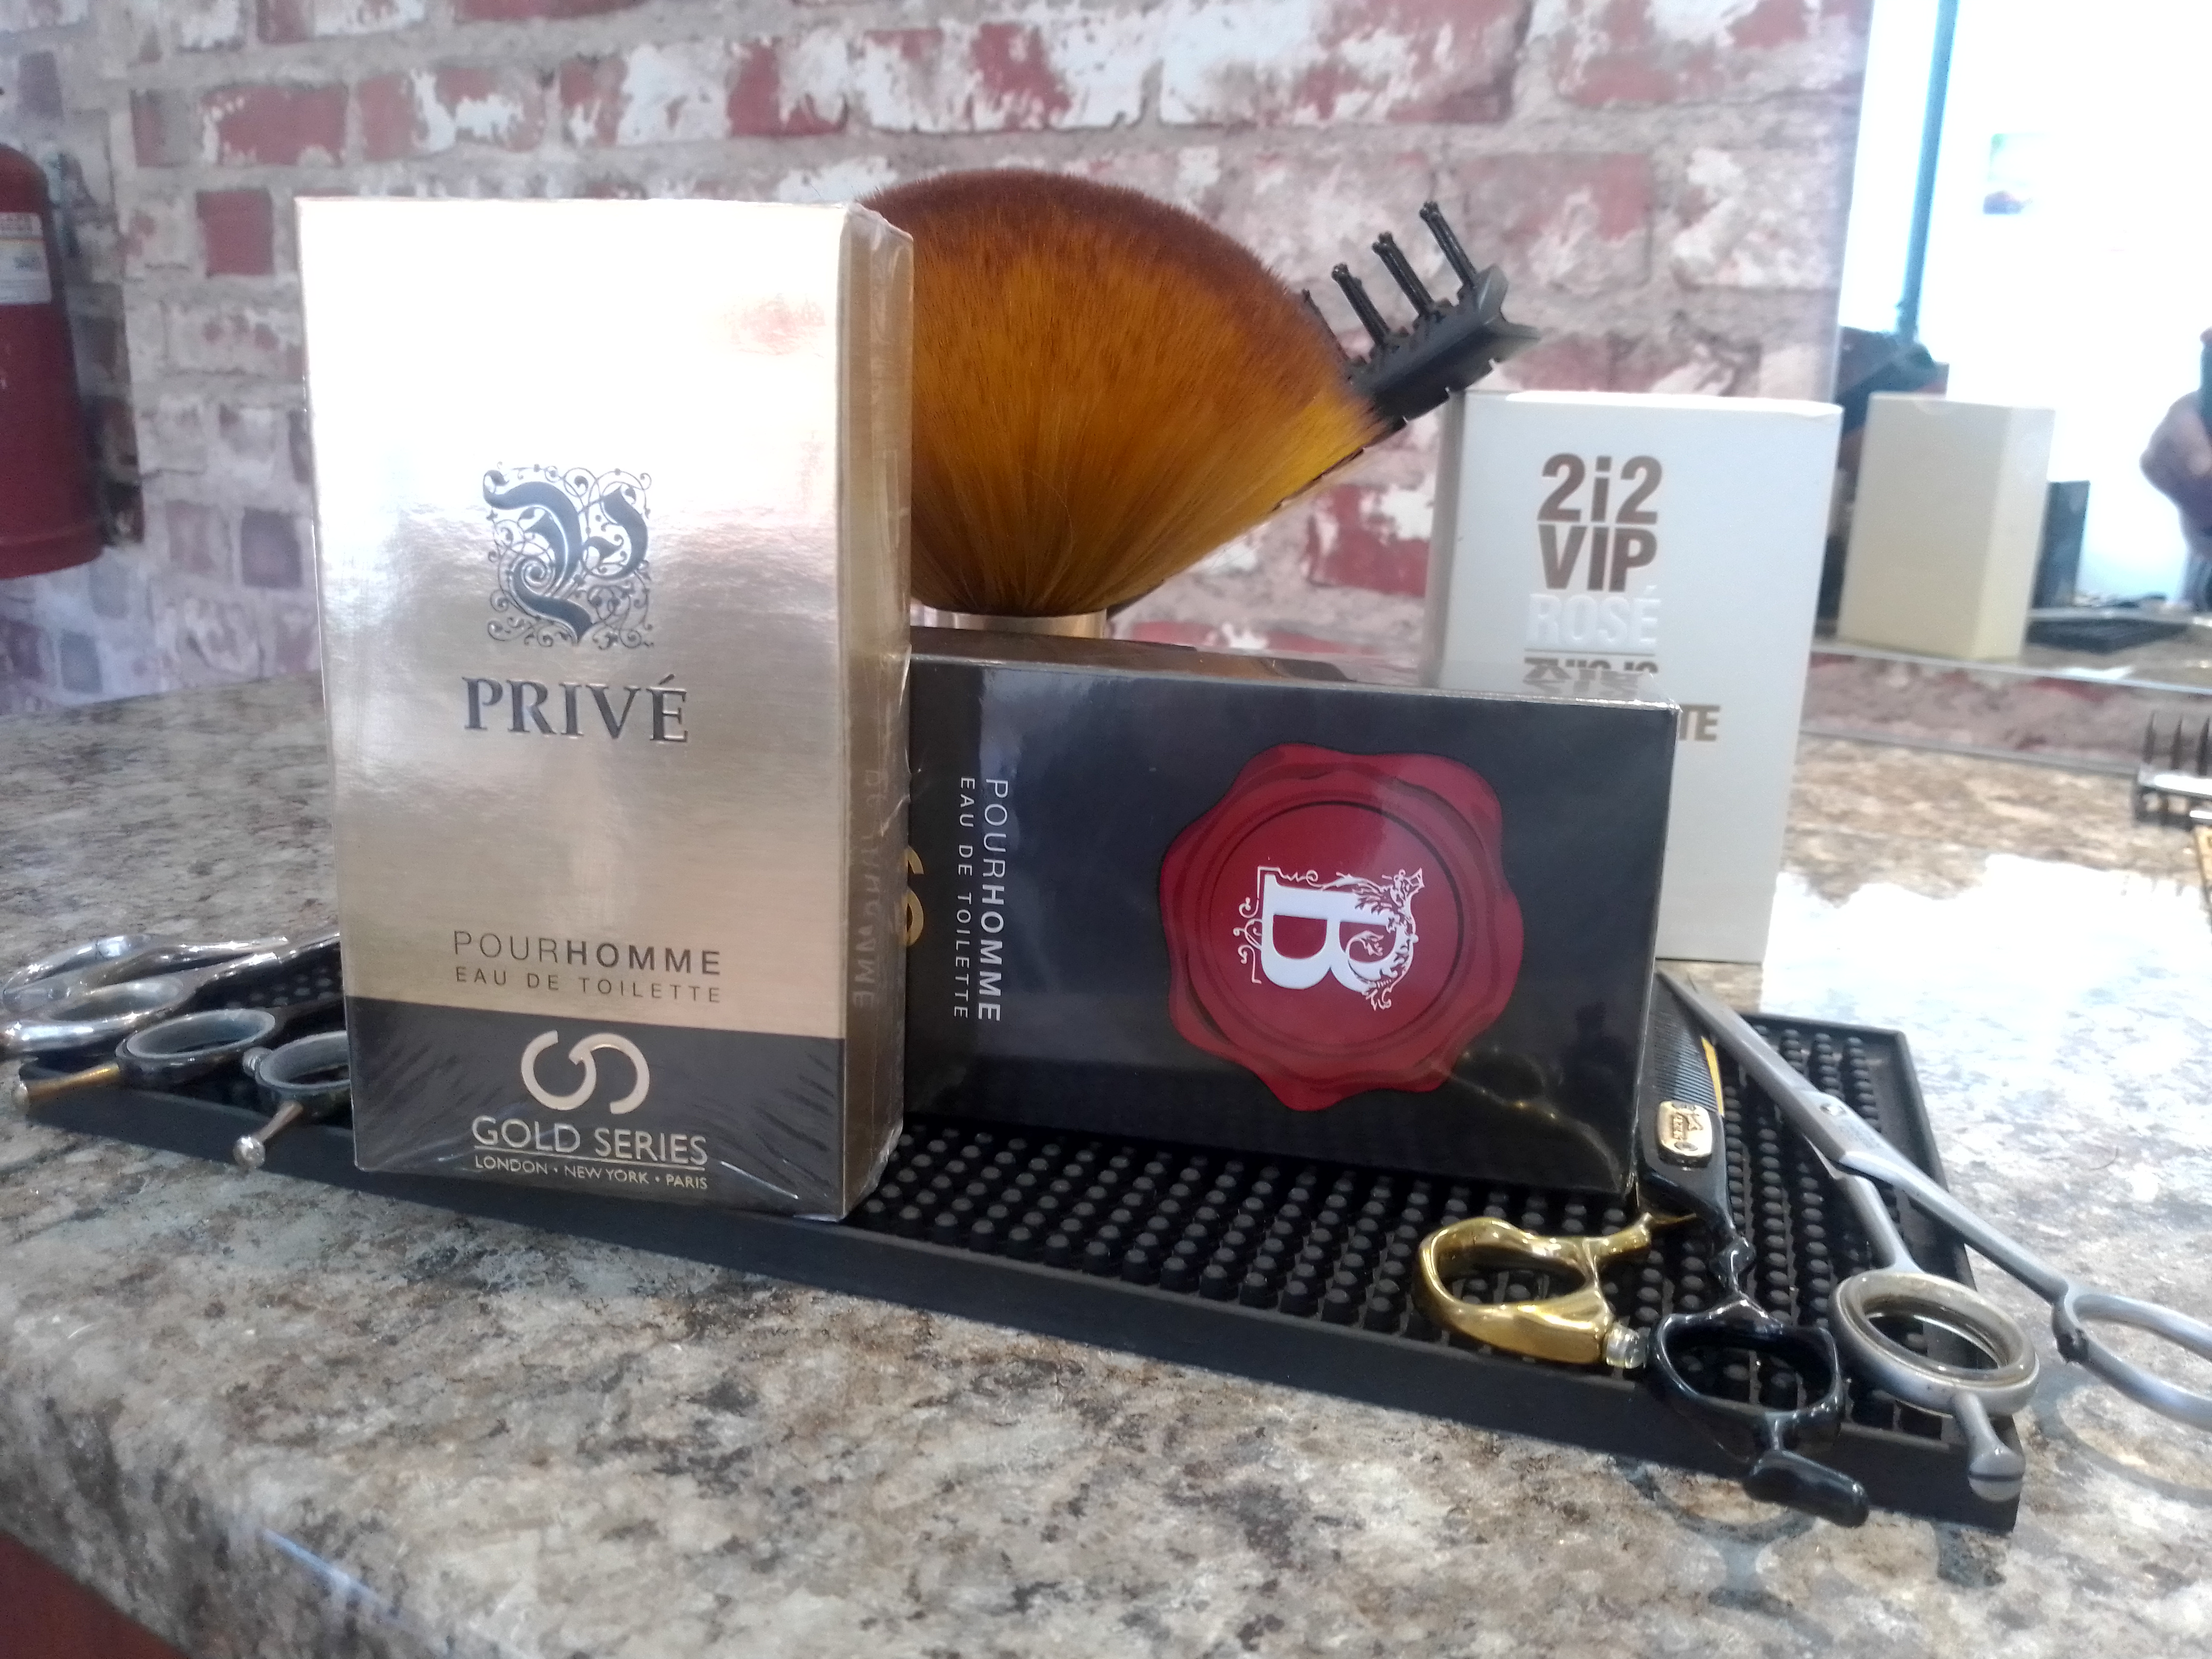 PRIVÉ
POURHOMME
EAU DE TOILETTE
GOLD SERIES
LONDON • NEW YORK • PARIS
POURHOMME
EAU DE TOILETTE
B
2i2
VIP
ROSÉ